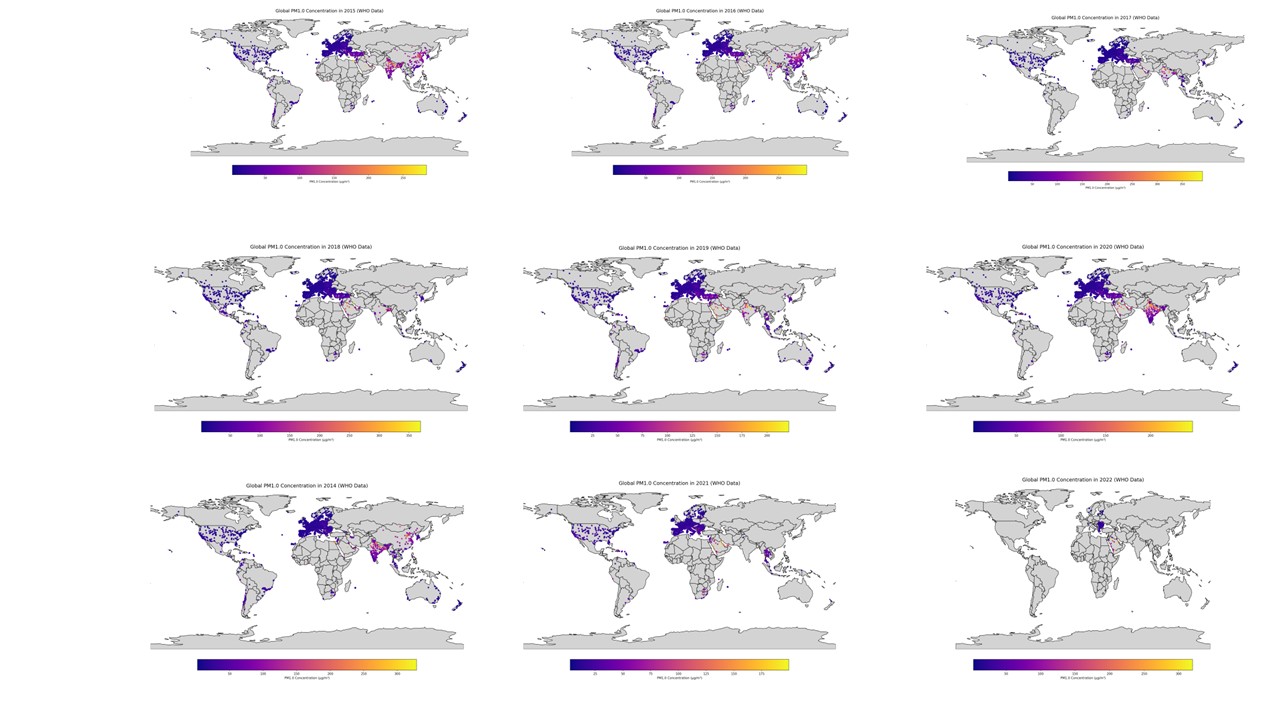 Global PM1.0 Concentration in 2015 (WHO Data)
Global PM1.0 Concentration in 2016 (WHO Data)
Global PM1.0 Concentration in 2017 (WHO Data)
50 100 150 200 250
PM1.0 Concentration (μg/m³)
50 100 150 200 250
PM1.0 Concentration (μg/m³)
50 100 150 200 250 300 350
PM1.0 Concentration (μg/m³)
Global PM1.0 Concentration in 2018 (WHO Data)
Global PM1.0 Concentration in 2019 (WHO Data)
Global PM1.0 Concentration in 2020 (WHO Data)
50 100 150 200 250 300 350
PM1.0 Concentration (μg/m³)
25 50 75 100 125 150 175 200
PM1.0 Concentration (μg/m³)
50 100 150 200
PM1.0 Concentration (μg/m³)
Global PM1.0 Concentration in 2014 (WHO Data)
Global PM1.0 Concentration in 2021 (WHO Data)
Global PM1.0 Concentration in 2022 (WHO Data)
50 100 150 200 250 300
PM1.0 Concentration (μg/m³)
25 50 75 100 125 150 175
PM1.0 Concentration (μg/m³)
50 100 150 200 250 300
PM1.0 Concentration (μg/m³)